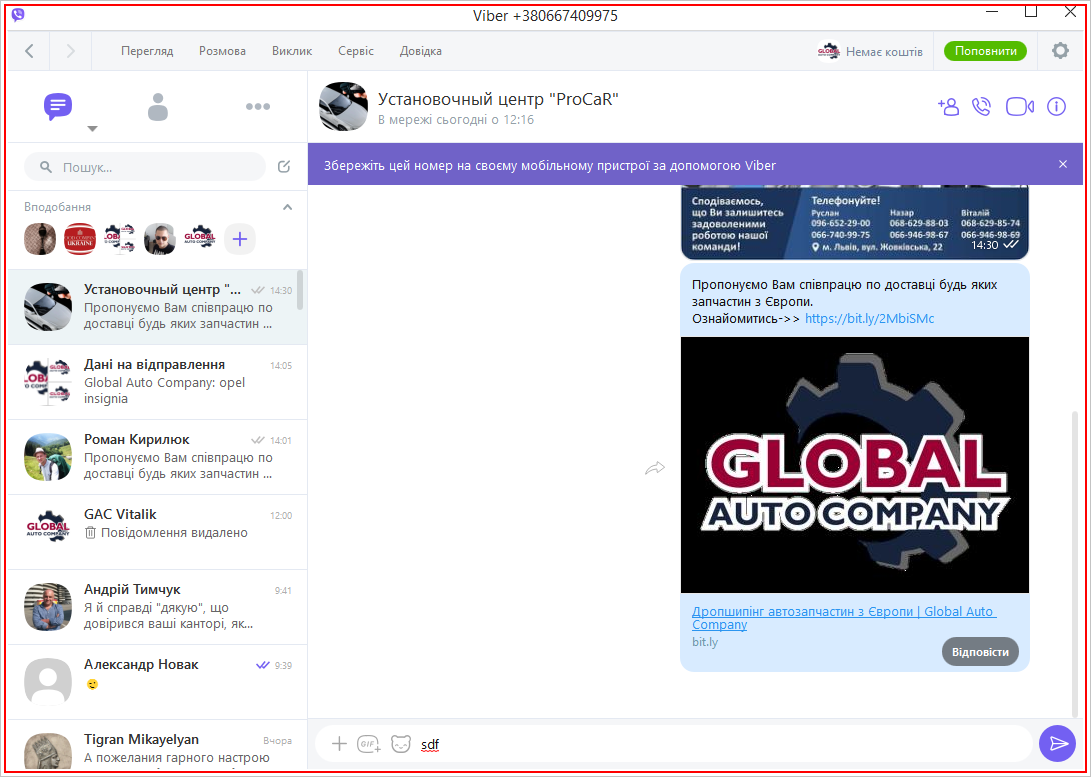 Viber +380667409975
Перегляд Розмова Виклик Сервіс Довідка
Немає коштів
Поповнити
Пошук...
Вподобання
Установочный центр "...
14:30
Пропонуємо Вам співпрацю по
доставці будь яких запчастин ...
Дані на відправлення
14:05
Global Auto Company: opel
insignia
Роман Кирилюк
14:01
Пропонуємо Вам співпрацю по
доставці будь яких запчастин ...
GAC Vitalik
12:00
Повідомлення видалено
Андрій Тимчук
9:41
Я й справді "дякую", що
довірився ваші канторі, як...
Александр Новак
9:39
Tigran Mikayelyan
Вчора
А пожелания гарного настрою
Установочный центр "ProCaR"
В мережі сьогодні о 12:16
Збережіть цей номер на своєму мобільному пристрої за допомогою Viber
Сподіваємось,
що Ви залишитесь
задоволеними
роботою нашої
команди!
Телефонуйте!
Руслан Назар Віталій
096-652-29-00 068-629-88-03 068-629-85-74
066-740-99-75 066-946-98-67 066-946-98-69
м. Львів, вул. Жовківська, 22
14:30
Пропонуємо Вам співпрацю по доставці будь яких
запчастин з Європи.
Ознайомитись->> https://bit.ly/2MbiSMc
GLOBAL
AUTO COMPANY
Дропшипінг автозапчастин з Європи | Global Auto
Company
bit.ly
Відповісти
GIF
sdf